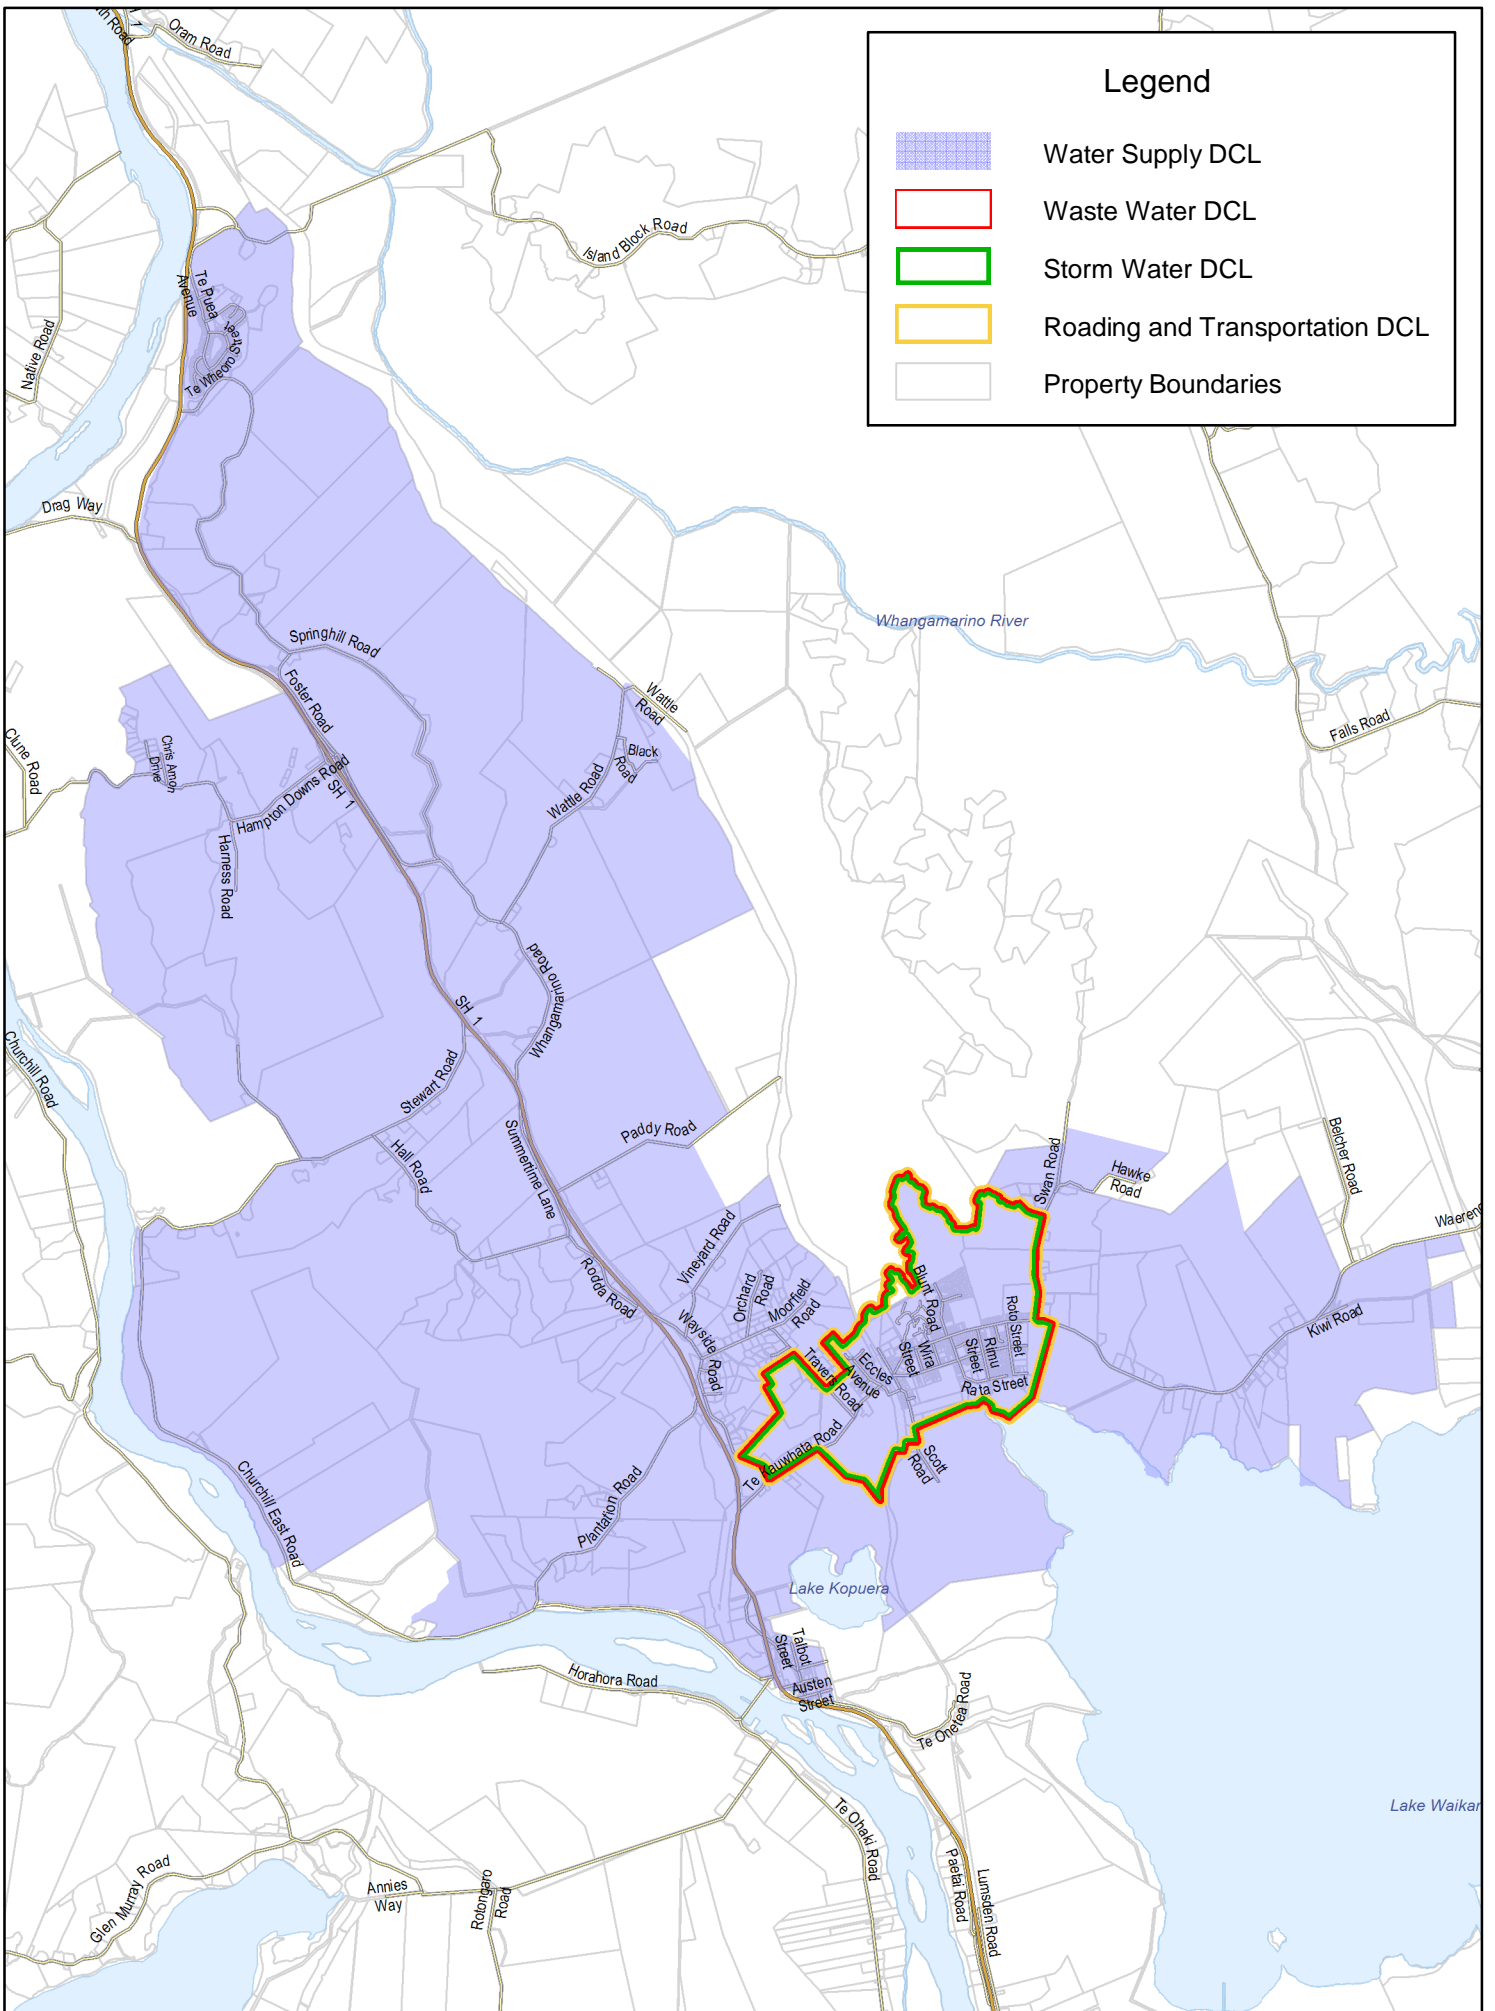 Legend
Water Supply DCL
Waste Water DCL
Storm Water DCL
Roading and Transportation DCL
Property Boundaries
Oram Road
Island Block Road
Te Puea
Avenue
Te Wheoro Street
Native Road
Drag Way
Whangamarino River
Springhill Road
Foster Road
Wattle
Road
Black
Road
Wattle Road
Falls Road
Clune Road
Chris Amon
Drive
Hampton Downs Road
SH 1
Harness Road
Whangamarino Road
SH 1
Churchill Road
Stewart Road
Hall Road
Summertime Lane
Paddy Road
Swan Road
Hawke
Road
Belcher Road
Vineyard Road
Rodda Road
Orchard
Road
Moorfield
Road
Wayside
Road
Blunt Road
Wira
Street
Roto Street
Rimu
Street
Rata Street
Eccles
Avenue
Travers Road
Kiwi Road
Te Kauwhata Road
Scott
Road
Plantation Road
Churchill East Road
Lake Kopuera
Talbot
Street
Austen
Street
Horahora Road
Te Onetea Road
Te Ohaki Road
Paetai Road
Lumsden Road
Lake Waikar
Glen Murray Road
Annies
Way
Rotongaro
Road